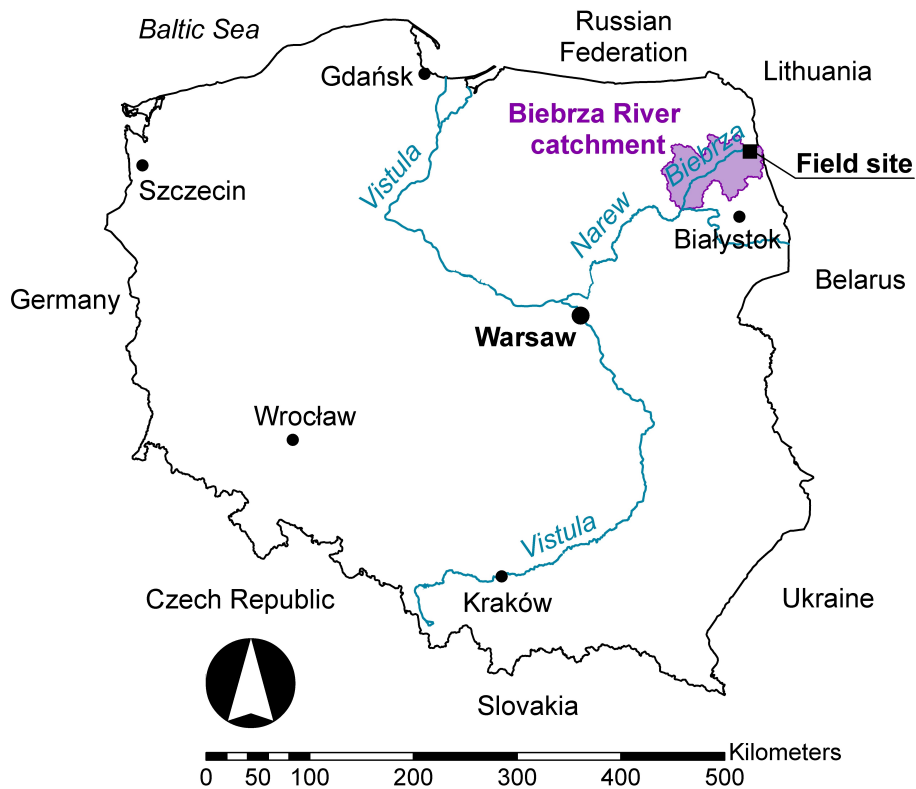 Baltic Sea
Russian
Federation
Gdańsk
Lithuania
Biebrza River
catchment
Biebrza
Field site
Szczecin
Vistula
Narew
Białystok
Germany
Belarus
Warsaw
Wrocław
Vistula
Czech Republic
Kraków
Ukraine
Slovakia
Kilometers
0 50 100 200 300 400 500